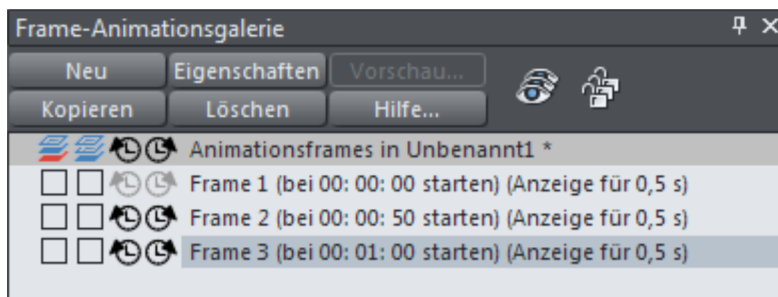 Frame-Animationsgalerie
Neu Eigenschaften Vorschau...
Kopieren Löschen Hilfe...
Animationsframes in Unbenannt1 *
Frame 1 (bei 00: 00: 00 starten) (Anzeige für 0,5 s)
Frame 2 (bei 00: 00: 50 starten) (Anzeige für 0,5 s)
Frame 3 (bei 00: 01: 00 starten) (Anzeige für 0,5 s)